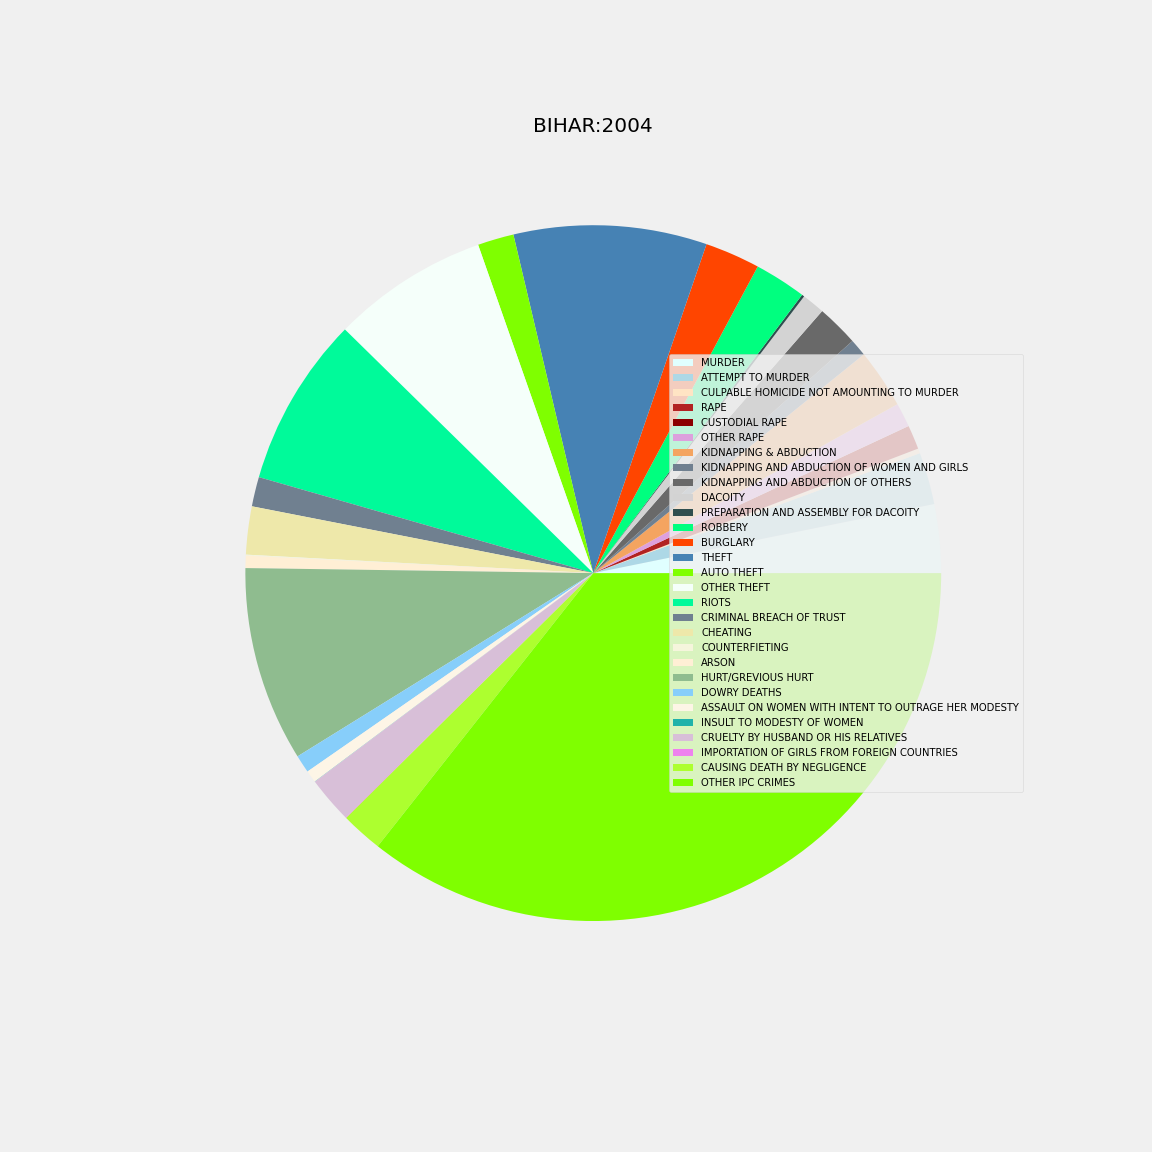 BIHAR:2004
MURDER
ATTEMPT TO MURDER
CULPABLE HOMICIDE NOT AMOUNTING TO MURDER
RAPE
CUSTODIAL RAPE
OTHER RAPE
KIDNAPPING & ABDUCTION
KIDNAPPING AND ABDUCTION OF WOMEN AND GIRLS
KIDNAPPING AND ABDUCTION OF OTHERS
DACOITY
PREPARATION AND ASSEMBLY FOR DACOITY
ROBBERY
BURGLARY
THEFT
AUTO THEFT
OTHER THEFT
RIOTS
CRIMINAL BREACH OF TRUST
CHEATING
COUNTERFIETING
ARSON
HURT/GREVIOUS HURT
DOWRY DEATHS
ASSAULT ON WOMEN WITH INTENT TO OUTRAGE HER MODESTY
INSULT TO MODESTY OF WOMEN
CRUELTY BY HUSBAND OR HIS RELATIVES
IMPORTATION OF GIRLS FROM FOREIGN COUNTRIES
CAUSING DEATH BY NEGLIGENCE
OTHER IPC CRIMES